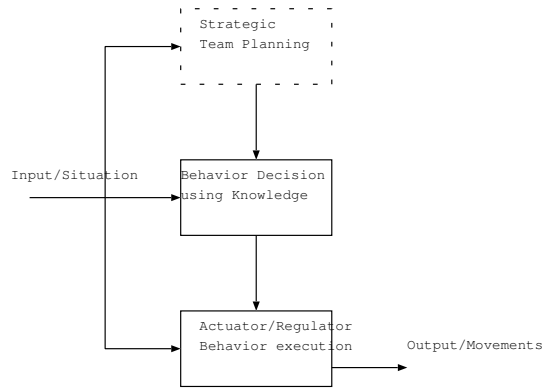 Strategic
Team Planning
Input/Situation
Behavior Decision
using Knowledge
Actuator/Regulator
Behavior execution
Output/Movements